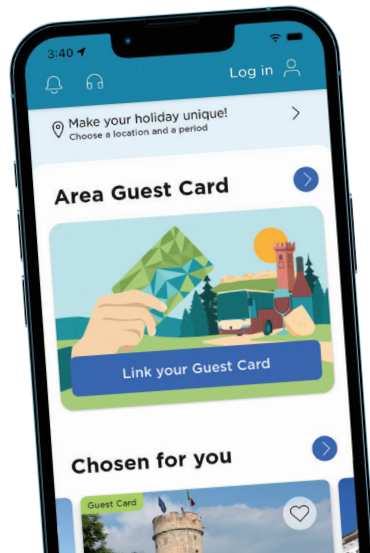 3:40
Log in
Make your holiday unique!
Choose a location and a period
Area Guest Card
Link your Guest Card
Chosen for you
Guest Card